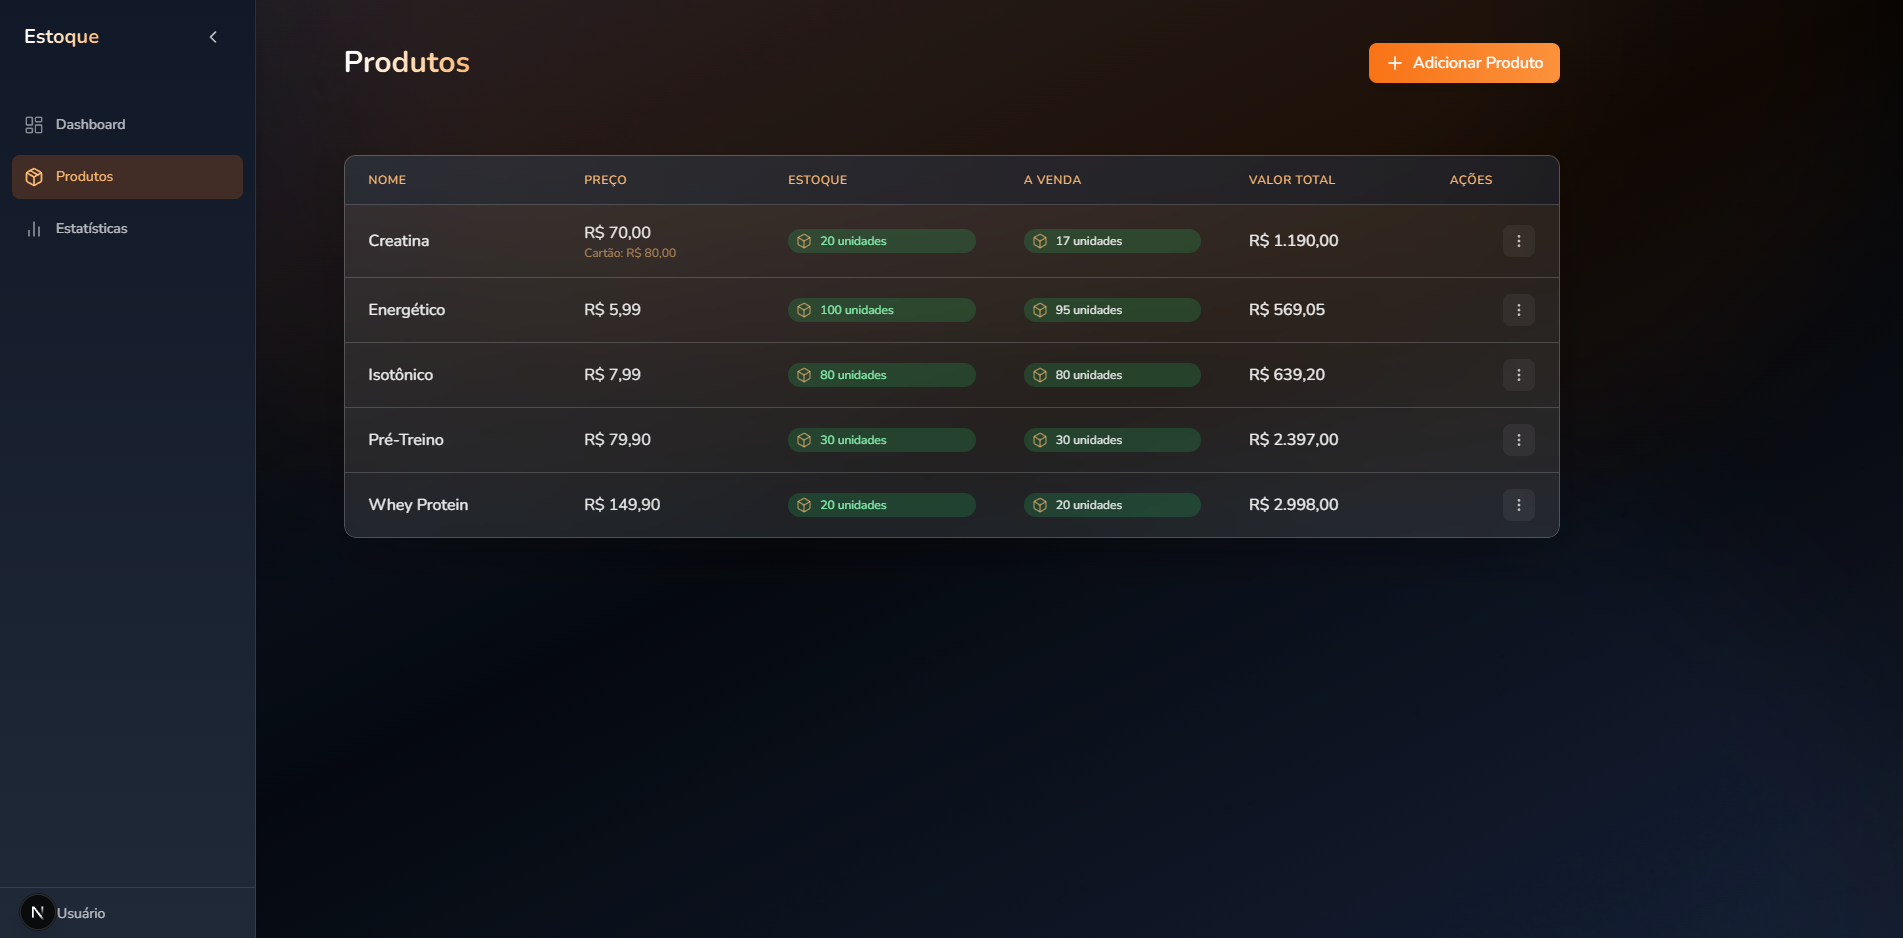 Estoque
Dashboard
Produtos
Estatísticas
N Usuário
Produtos
Adicionar Produto
NOME PREÇO ESTOQUE A VENDA VALOR TOTAL AÇÕES
Creatina R$ 70,00 20 unidades 17 unidades R$ 1.190,00
Cartão: R$ 80,00
Energético R$ 5,99 100 unidades 95 unidades R$ 569,05
Isotônico R$ 7,99 80 unidades 80 unidades R$ 639,20
Pré-Treino R$ 79,90 30 unidades 30 unidades R$ 2.397,00
Whey Protein R$ 149,90 20 unidades 20 unidades R$ 2.998,00